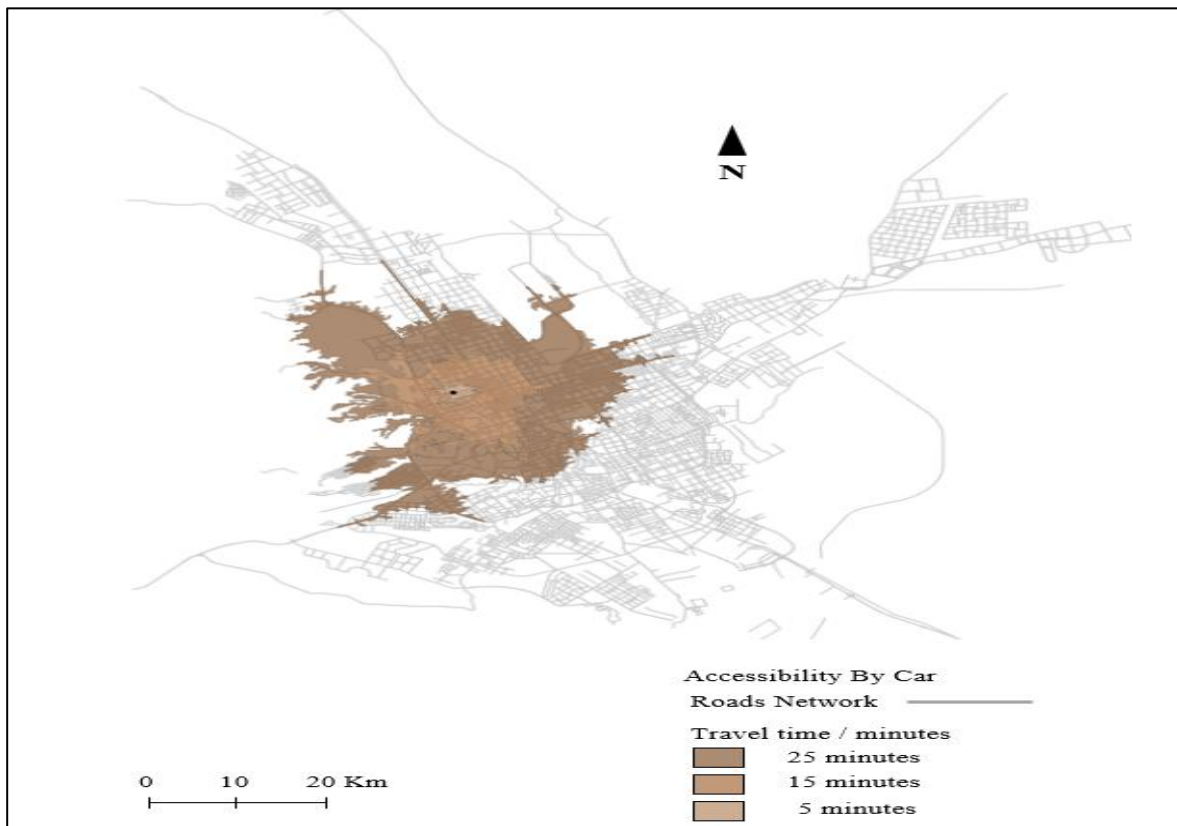 N
Accessibility By Car
Roads Network
Travel time / minutes
25 minutes
15 minutes
5 minutes
0 10 20 Km